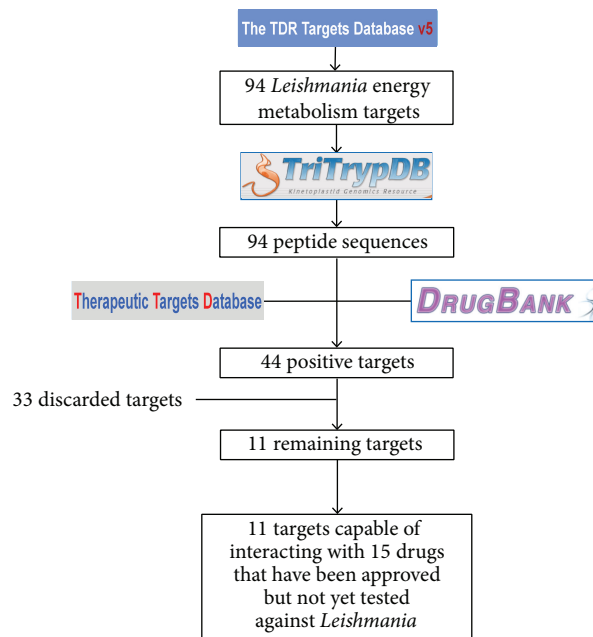 The TDR Targets Database v5
94 Leishmania energy
metabolism targets
TriTrypDB
Kinetoplastid Genomics Resource
94 peptide sequences
Therapeutic Targets Database
DRUGBANK
44 positive targets
33 discarded targets
11 remaining targets
11 targets capable of
interacting with 15 drugs
that have been approved
but not yet tested
against Leishmania